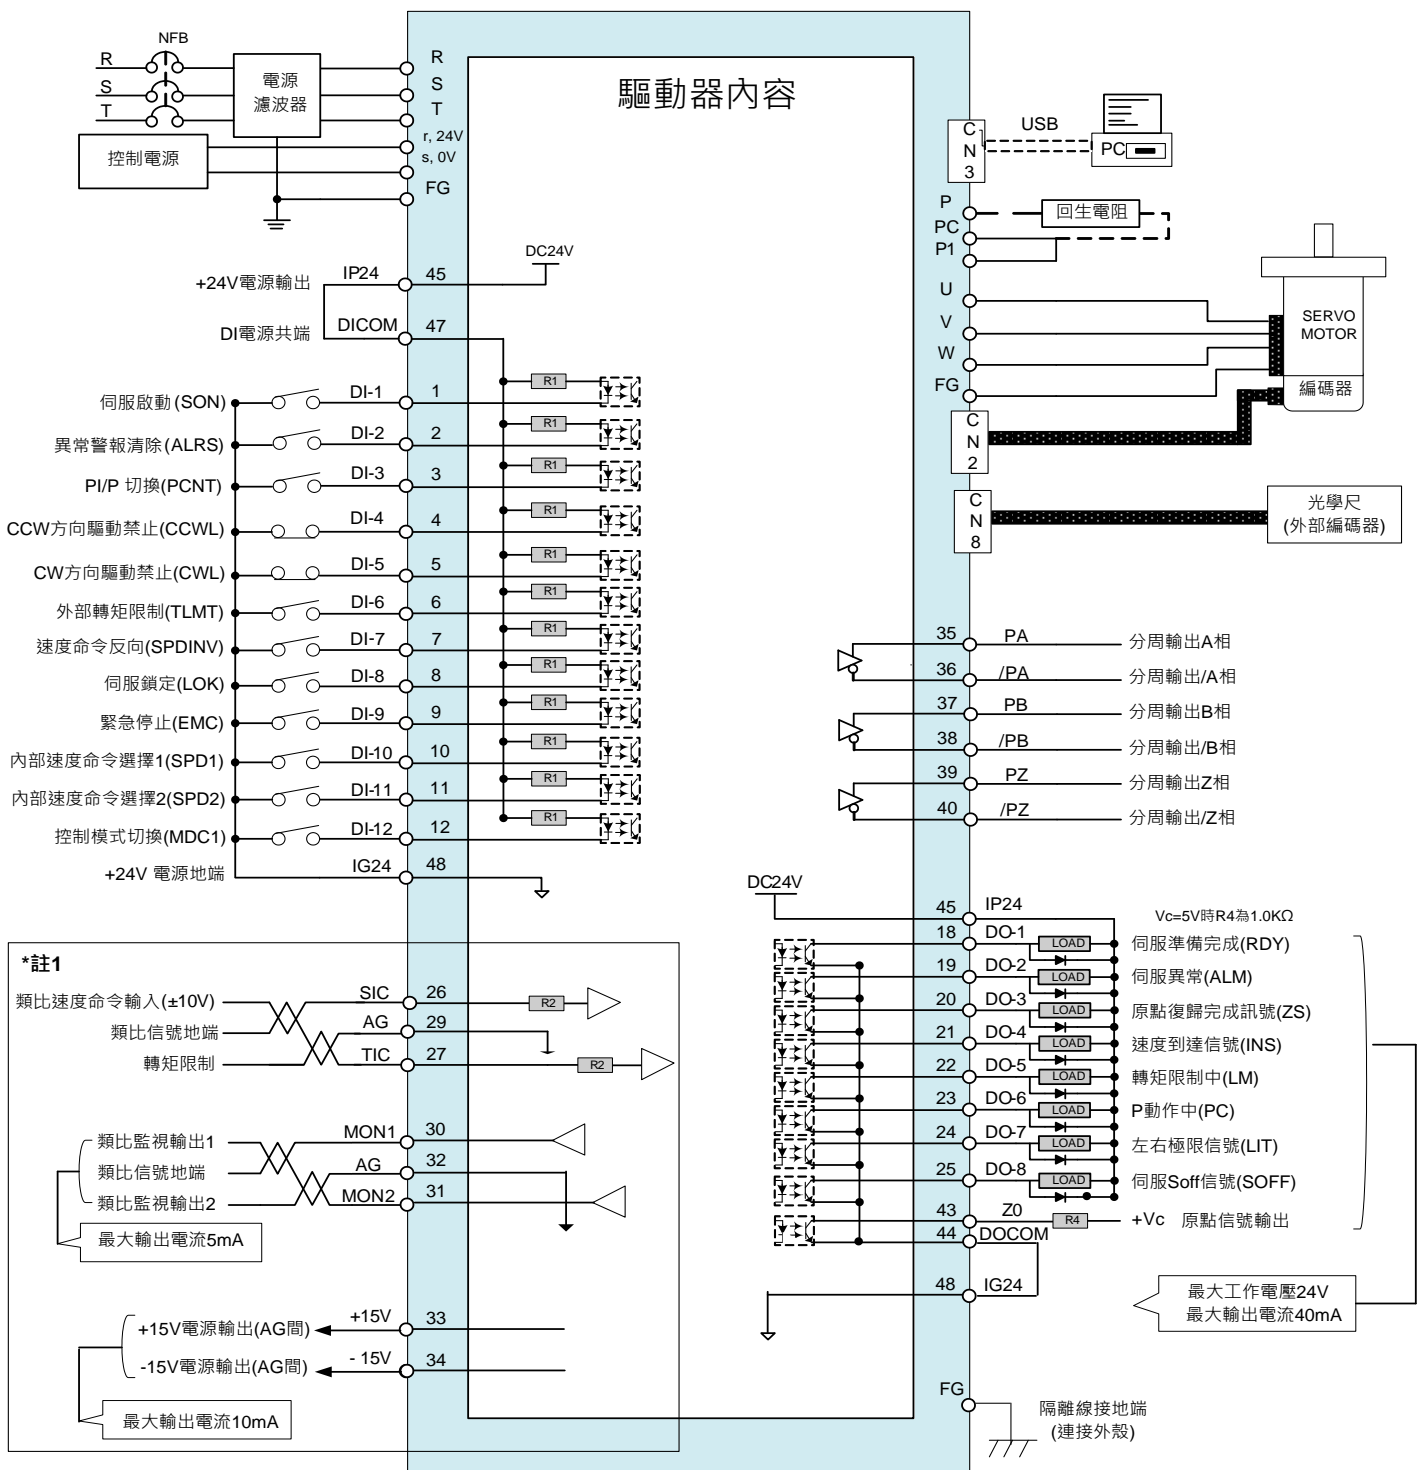 驅動器內容
NFB
R
S
T
電源
濾波器
控制電源
R
S
T
r, 24V
s, 0V
FG
DC24V
+24V電源輸出 IP24 45
DI電源共端 DICOM 47
伺服啟動(SON) DI-1 1 R1
異常警報清除(ALRS) DI-2 2 R1
PI/P 切換(PCNT) DI-3 3 R1
CCW方向驅動禁止(CCWL) DI-4 4 R1
CW方向驅動禁止(CWL) DI-5 5 R1
外部轉矩限制(TLMT) DI-6 6 R1
速度命令反向(SPDINV) DI-7 7 R1
伺服鎖定(LOK) DI-8 8 R1
緊急停止(EMC) DI-9 9 R1
內部速度命令選擇1(SPD1) DI-10 10 R1
內部速度命令選擇2(SPD2) DI-11 11 R1
控制模式切換(MDC1) DI-12 12 R1
+24V 電源地端 IG24 48
*註1
類比速度命令輸入(±10V) SIC 26 R2
類比信號地端 AG 29
轉矩限制 TIC 27 R2
類比監視輸出1 MON1 30
類比信號地端 AG 32
類比監視輸出2 MON2 31
最大輸出電流5mA
+15V電源輸出(AG間) +15V 33
-15V電源輸出(AG間) - 15V 34
最大輸出電流10mA
C
N
3
USB
PC
P
PC
P1
回生電阻
U
V
W
FG
SERVO
MOTOR
編碼器
C
N
2
C
N
8
光學尺
(外部編碼器)
35 PA 分周輸出A相
36 /PA 分周輸出/A相
37 PB 分周輸出B相
38 /PB 分周輸出/B相
39 PZ 分周輸出Z相
40 /PZ 分周輸出/Z相
DC24V
45 IP24
Vc=5V時R4為1.0KΩ
18 DO-1 LOAD 伺服準備完成(RDY)
19 DO-2 LOAD 伺服異常(ALM)
20 DO-3 LOAD 原點復歸完成訊號(ZS)
21 DO-4 LOAD 速度到達信號(INS)
22 DO-5 LOAD 轉矩限制中(LM)
23 DO-6 LOAD P動作中(PC)
24 DO-7 LOAD 左右極限信號(LIT)
25 DO-8 LOAD 伺服Soff信號(SOFF)
43 Z0 R4 +Vc 原點信號輸出
44 DOCOM
48 IG24
最大工作電壓24V
最大輸出電流40mA
FG
隔離線接地端
(連接外殼)